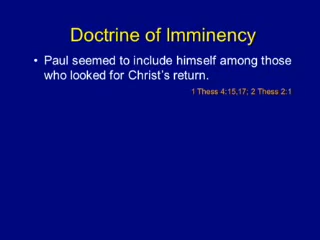 Doctrine of Imminency
• Paul seemed to include himself among those
who looked for Christ's return.
1 Thess 4:15,17; 2 Thess 2:1